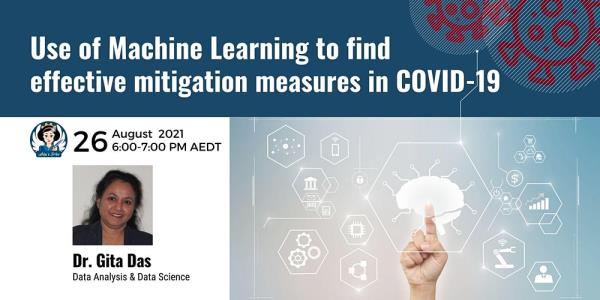 Use of Machine Learning to find
effective mitigation measures in COVID-19
26
August 2021
6:00-7:00 PM AEDT
Dr. Gita Das
Data Analysis & Data Science